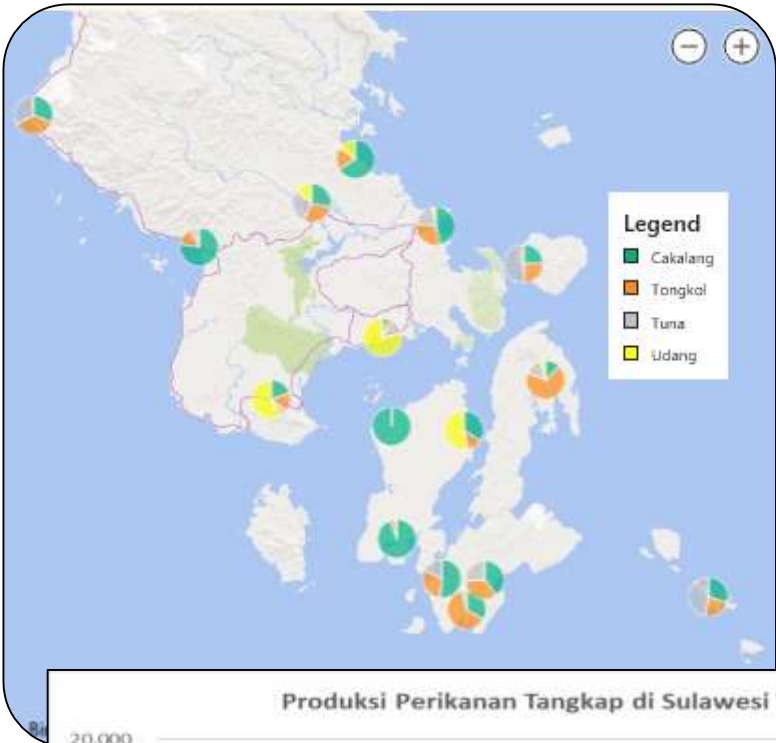 Legend
Cakalang
Tongkol
Tuna
Udang
Produksi Perikanan Tangkap di Sulawesi
20.000